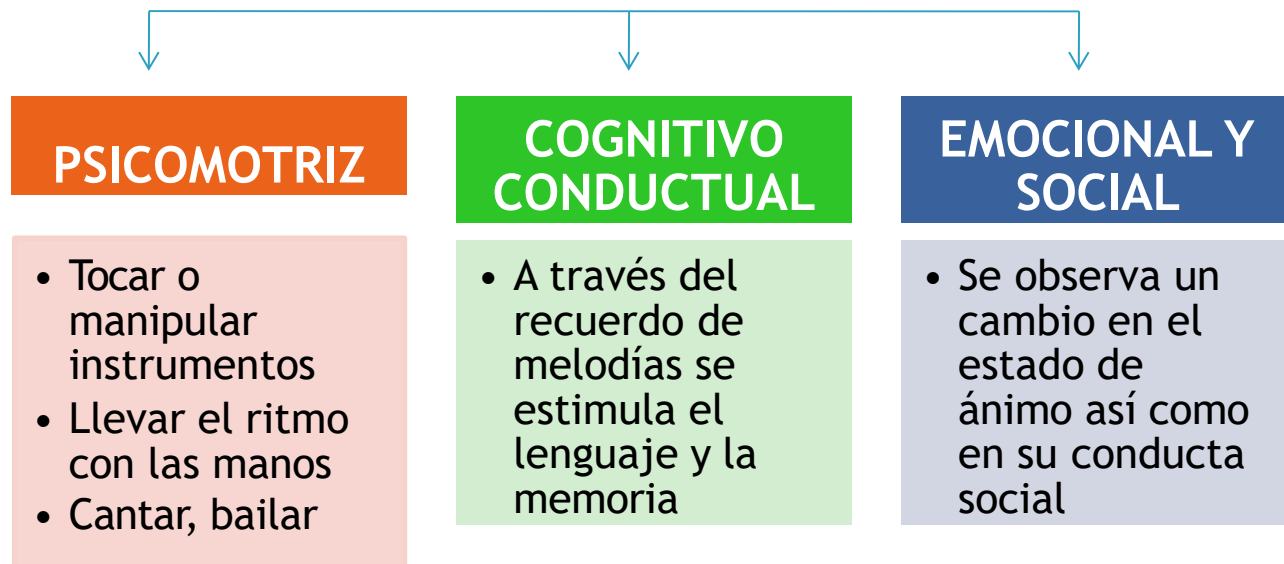 PSICOMOTRIZ
• Tocar o
manipular
instrumentos
• Llevar el ritmo
con las manos
• Cantar, bailar
COGNITIVO
CONDUCTUAL
• A través del
recuerdo de
melodías se
estimula el
lenguaje y la
memoria
EMOCIONAL Y
SOCIAL
• Se observa un
cambio en el
estado de
ánimo así como
en su conducta
social